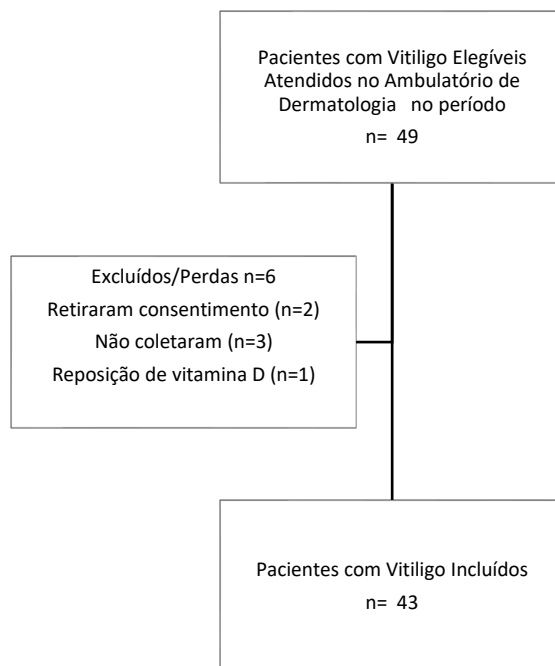 Pacientes com Vitiligo Elegíveis
Atendidos no Ambulatório de
Dermatologia no período
n= 49
Excluídos/Perdas n=6
Retiraram consentimento (n=2)
Não coletaram (n=3)
Reposição de vitamina D (n=1)
Pacientes com Vitiligo Incluídos
n= 43